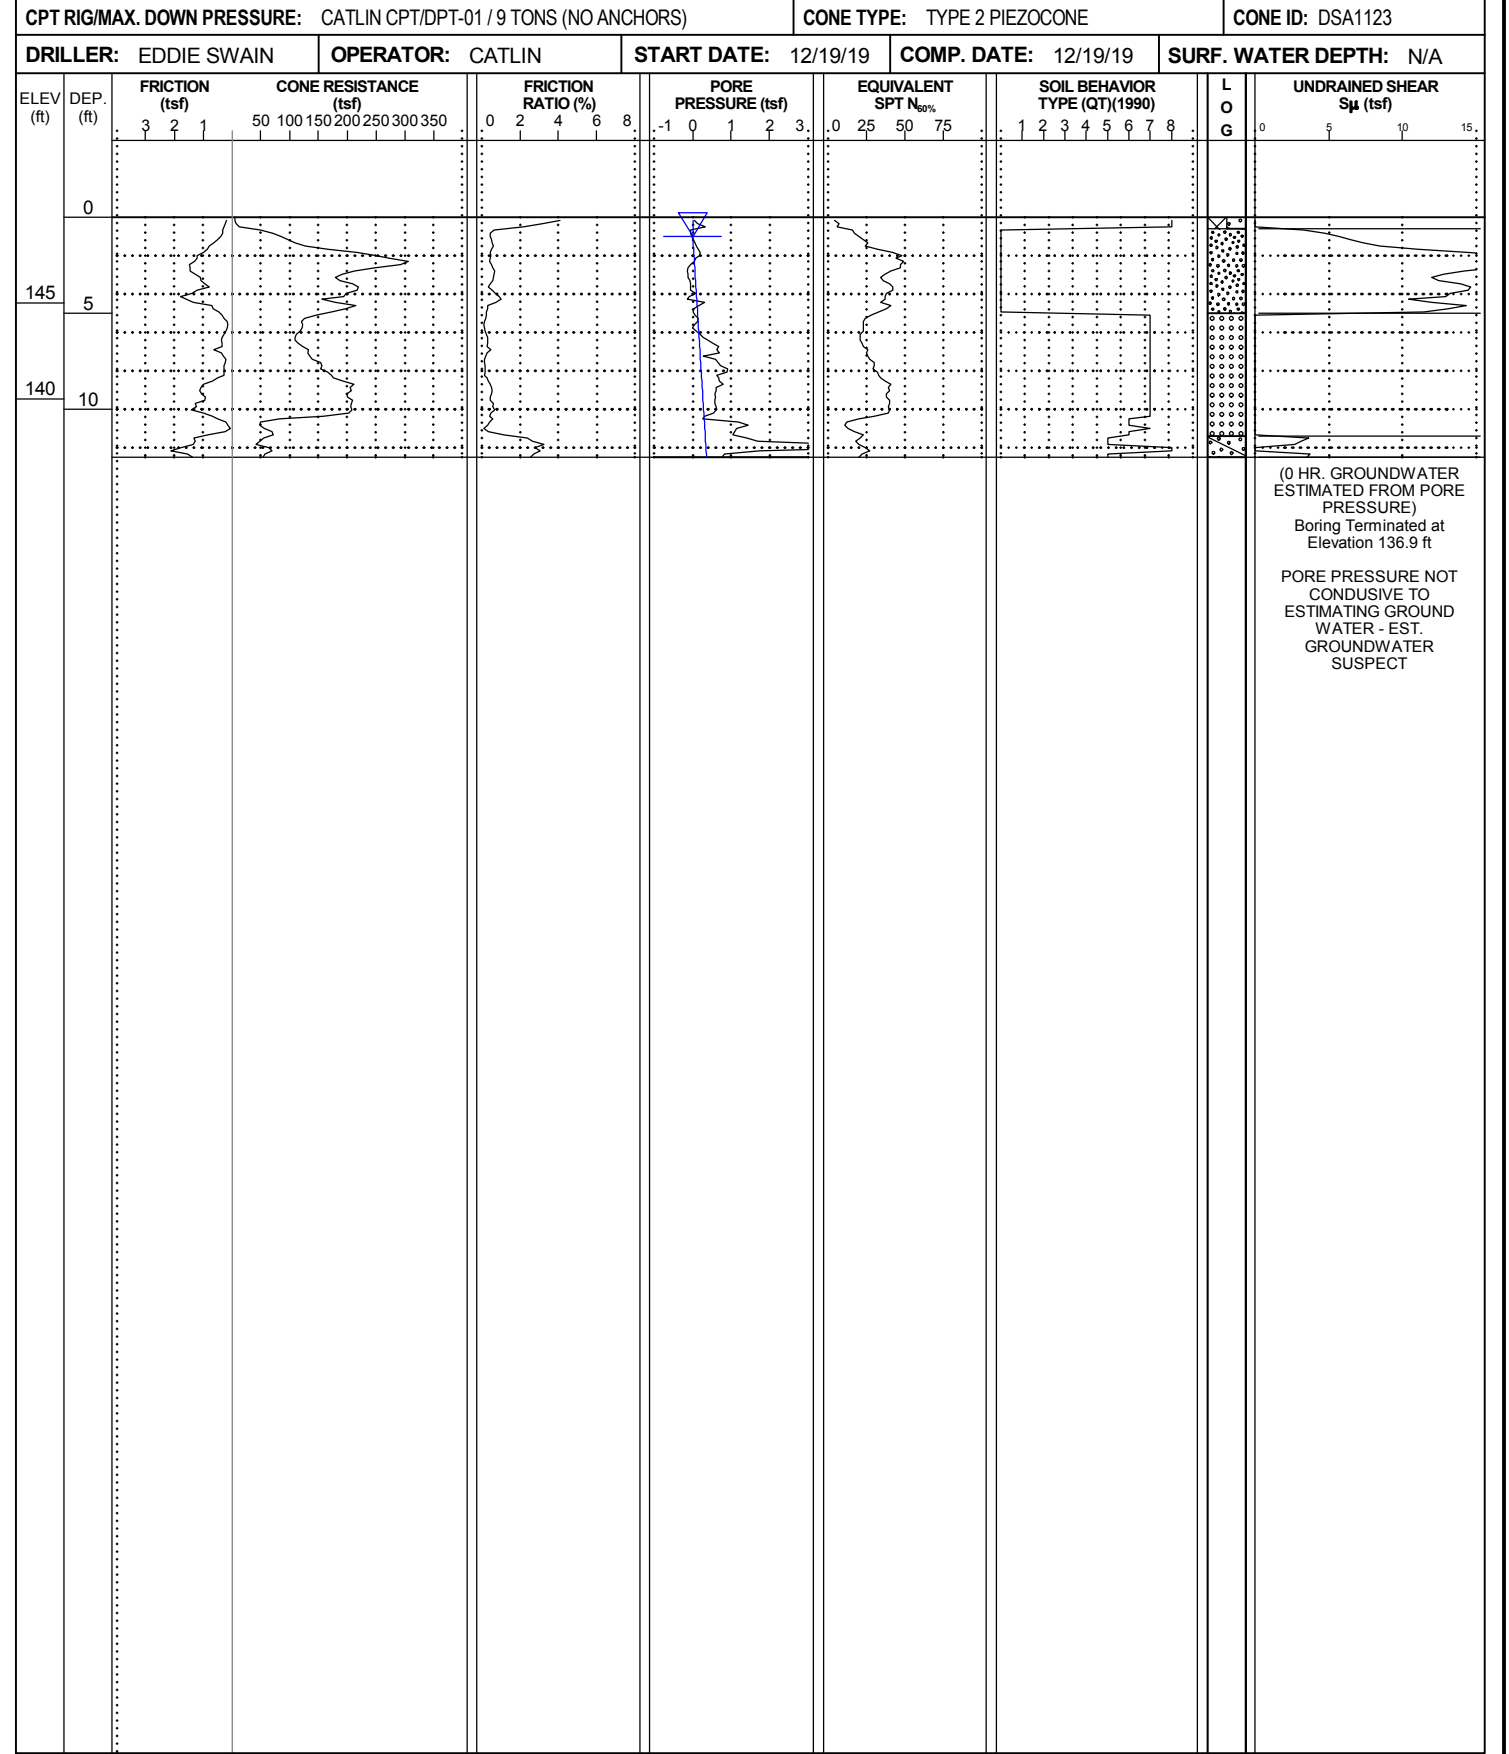 CPT RIG/MAX. DOWN PRESSURE: CATLIN CPT/DPT-01 / 9 TONS (NO ANCHORS) CONE TYPE: TYPE 2 PIEZOCONE CONE ID: DSA1123
DRILLER: EDDIE SWAIN OPERATOR: CATLIN START DATE: 12/19/19 COMP. DATE: 12/19/19 SURF. WATER DEPTH: N/A
ELEV
(ft)
DEP.
(ft)
FRICTION
(tsf)
3 2 1
CONE RESISTANCE
(tsf)
50 100 150 200 250 300 350
FRICTION
RATIO (%)
0 2 4 6 8
PORE
PRESSURE (tsf)
-1 0 1 2 3
EQUIVALENT
SPT N60%
0 25 50 75
SOIL BEHAVIOR
TYPE (QT)(1990)
1 2 3 4 5 6 7 8
L
O
G
UNDRAINED SHEAR
Sμ (tsf)
0 5 10 15
0
145
5
140
10
(0 HR. GROUNDWATER
ESTIMATED FROM PORE
PRESSURE)
Boring Terminated at
Elevation 136.9 ft
PORE PRESSURE NOT
CONDUSIVE TO
ESTIMATING GROUND
WATER - EST.
GROUNDWATER
SUSPECT